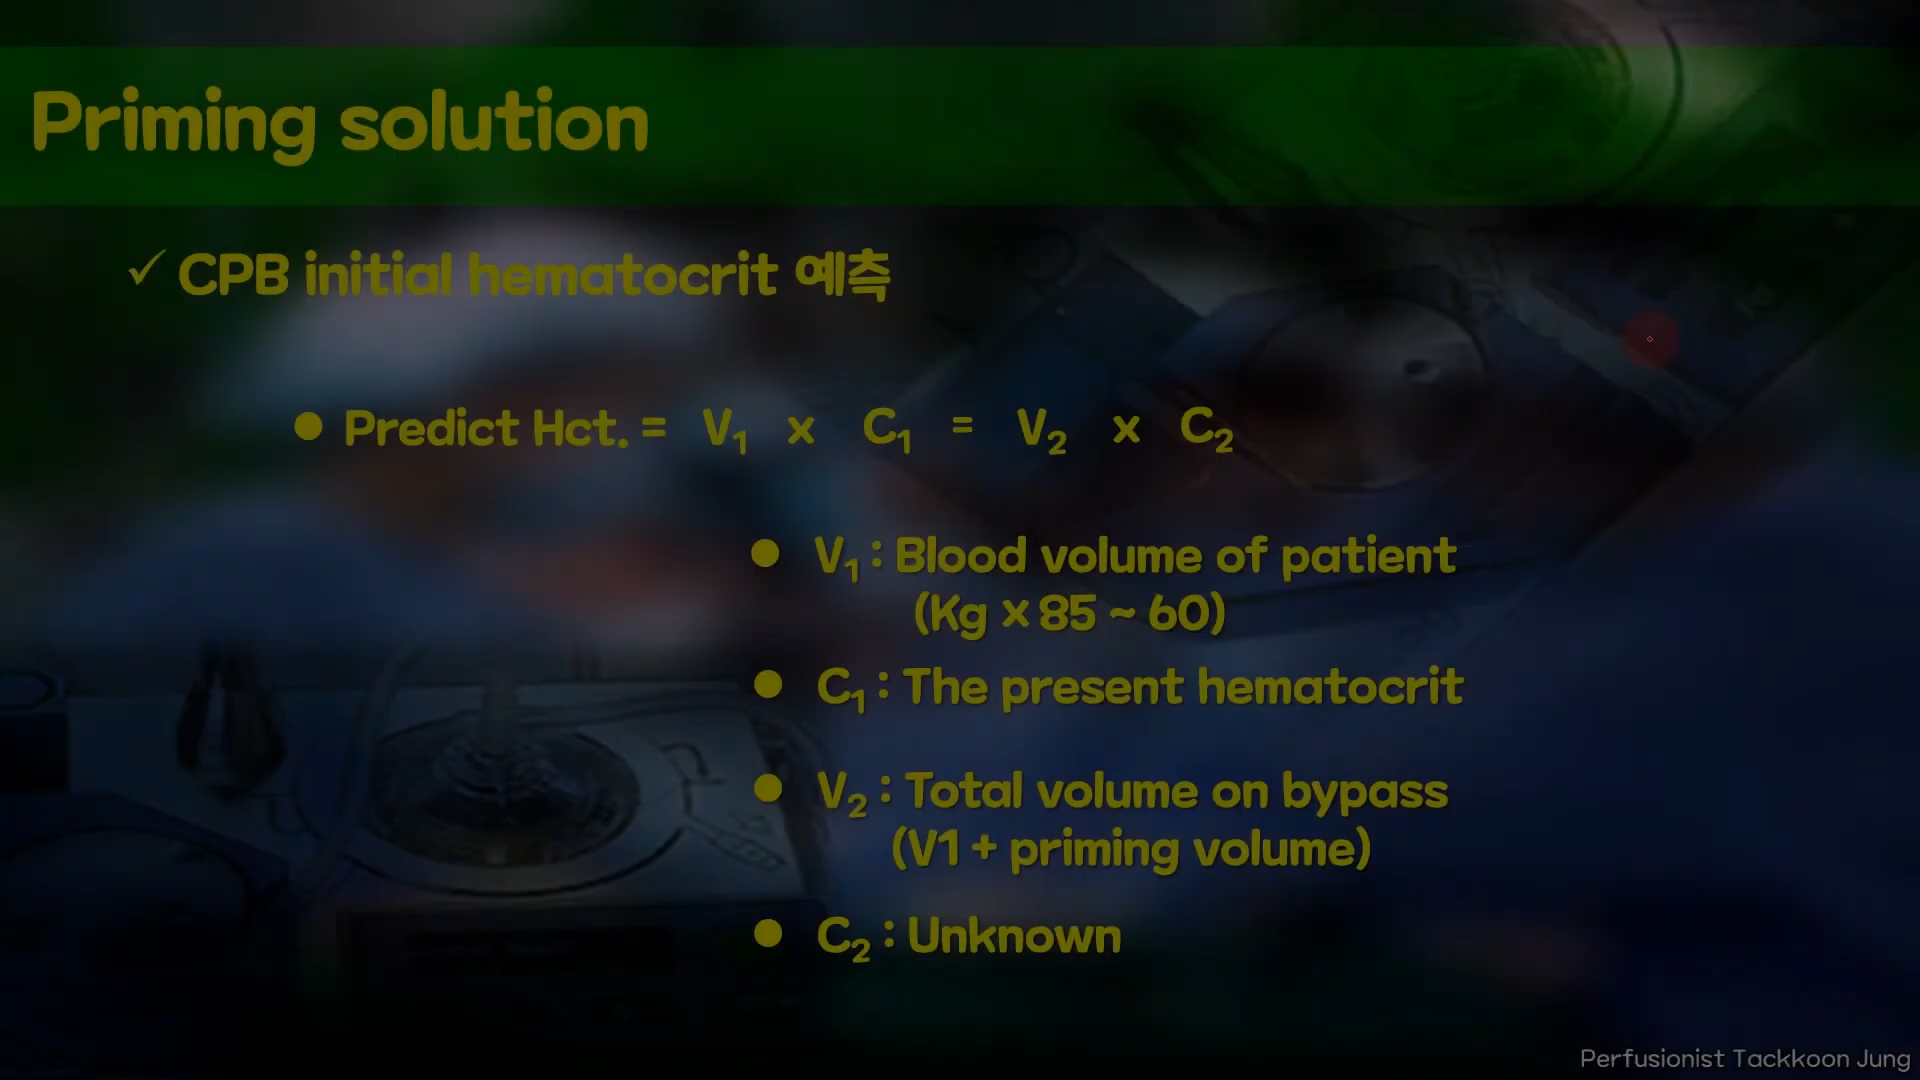 Priming solution
✓ CPB initial hematocrit 예측
● Predict Hct. = V₁ x C₁ = V₂ x C₂
● V₁ : Blood volume of patient
(Kg x 85 ~ 60)
● C₁ : The present hematocrit
● V₂ : Total volume on bypass
(V1 + priming volume)
● C₂ : Unknown
Perfusionist Tackkoon Jung